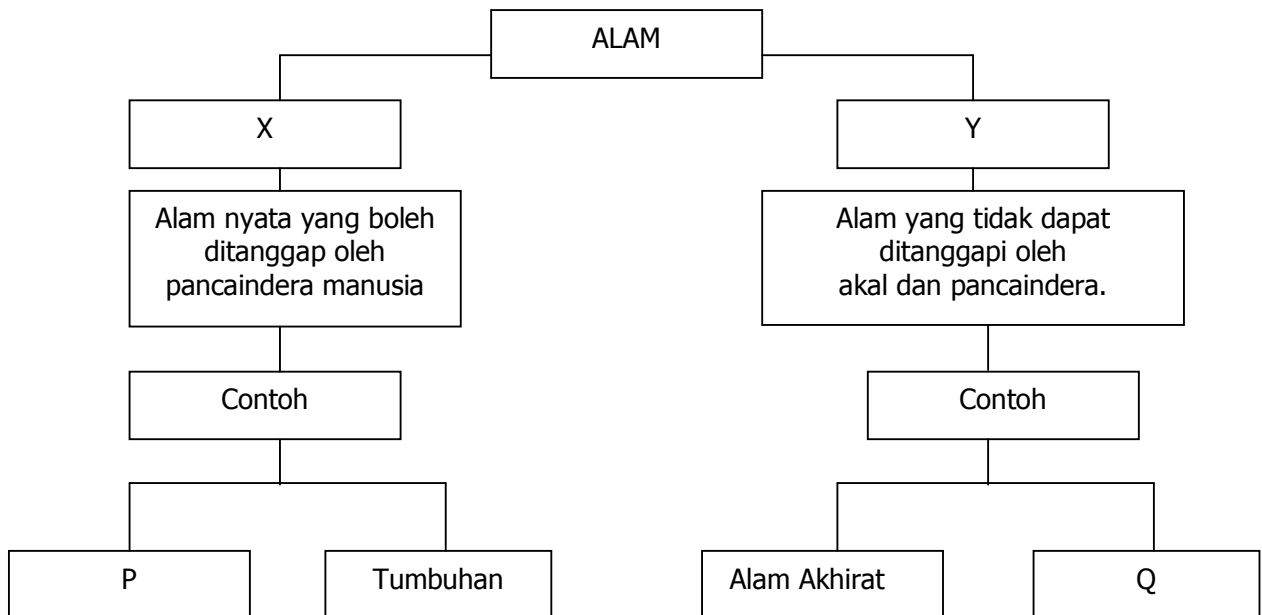 ALAM
X
Y
Alam nyata yang boleh
ditanggap oleh
pancaindera manusia
Alam yang tidak dapat
ditanggapi oleh
akal dan pancaindera.
Contoh
Contoh
P
Tumbuhan
Alam Akhirat
Q